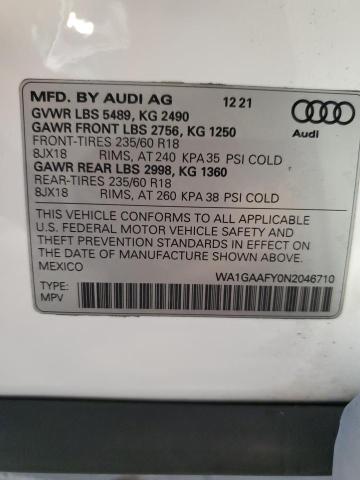 MFD. BY AUDI AG 12 21
GVWR LBS 5489, KG 2490
GAWR FRONT LBS 2756, KG 1250
FRONT-TIRES 235/60 R18
8JX18 RIMS, AT 240 KPA 35 PSI COLD
GAWR REAR LBS 2998, KG 1360
REAR-TIRES 235/60 R18
8JX18 RIMS, AT 260 KPA 38 PSI COLD
Audi
THIS VEHICLE CONFORMS TO ALL APPLICABLE
U.S. FEDERAL MOTOR VEHICLE SAFETY AND
THEFT PREVENTION STANDARDS IN EFFECT ON
THE DATE OF MANUFACTURE SHOWN ABOVE.
MEXICO
WA1GAAFY0N2046710
TYPE:
MPV